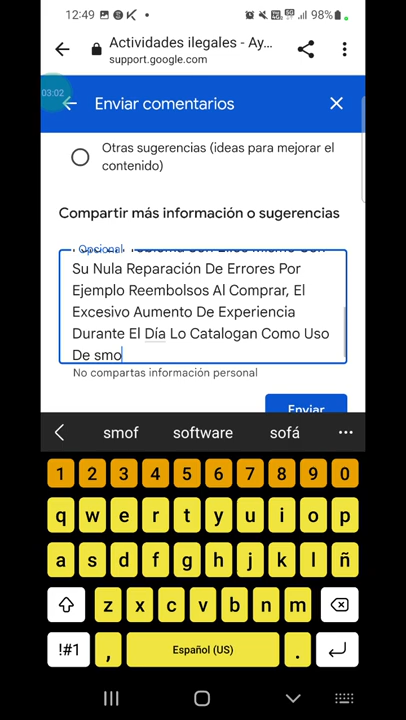 12:49
98%
Actividades ilegales - Ay...
support.google.com
03:02
Enviar comentarios
Otras sugerencias (ideas para mejorar el
contenido)
Compartir más información o sugerencias
Opcional
Su Nula Reparación De Errores Por
Ejemplo Reembolsos Al Comprar, El
Excesivo Aumento De Experiencia
Durante El Día Lo Catalogan Como Uso
De smo
No compartas información personal
Enviar
smof software sofá
1 2 3 4 5 6 7 8 9 0
q w e r t y u i o p
a s d f g h j k l ñ
z x c v b n m
!#1 , Español (US) .